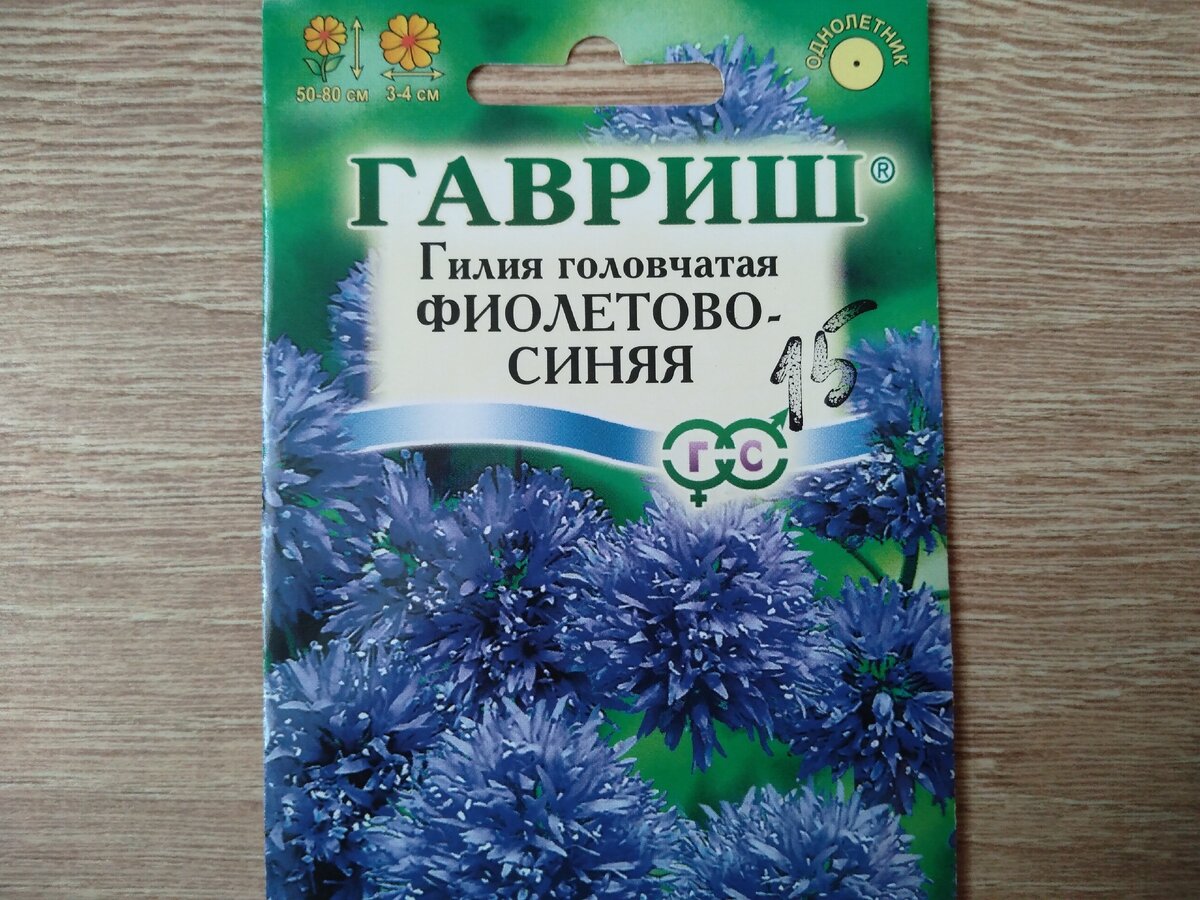 50-80 см 3-4 см
ОДНОЛЕТНИК
ГАВРИШ®
Гилия головчатая
ФИОЛЕТОВО-
СИНЯЯ
15
Г С